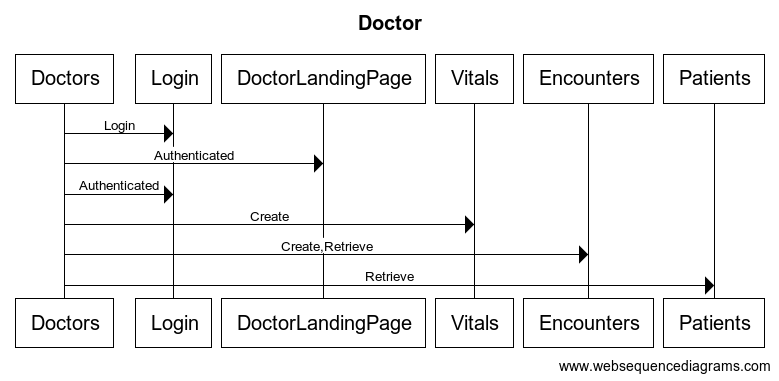 Doctor
Doctors Login DoctorLandingPage Vitals Encounters Patients
Login
Authenticated
Authenticated
Create
Create,Retrieve
Retrieve
Doctors Login DoctorLandingPage Vitals Encounters Patients
www.websequencediagrams.com